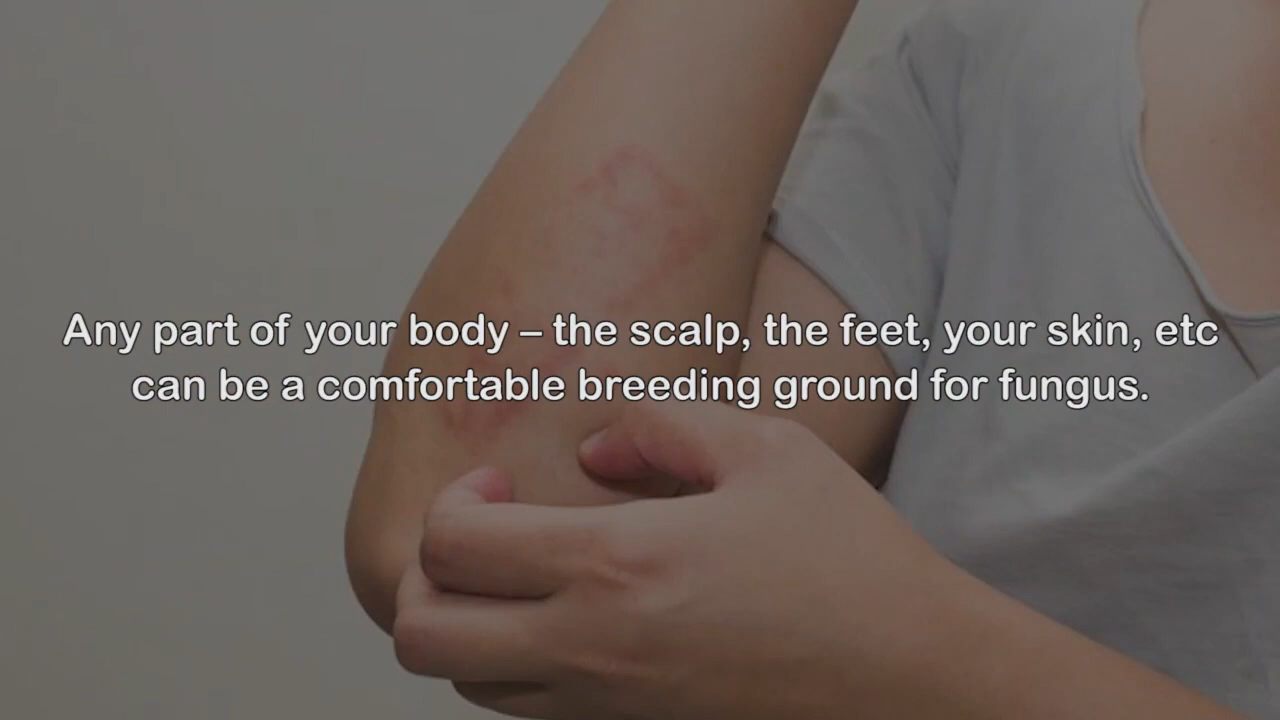 Any part of your body – the scalp, the feet, your skin, etc
can be a comfortable breeding ground for fungus.